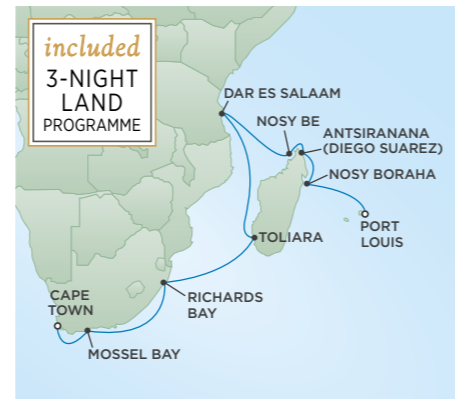 included
3-NIGHT
LAND
PROGRAMME
DAR ES SALAAM
NOSY BE
ANTSIRANANA
(DIEGO SUAREZ)
NOSY BORAHA
PORT
LOUIS
TOLIARA
RICHARDS
BAY
CAPE
TOWN
MOSSEL BAY